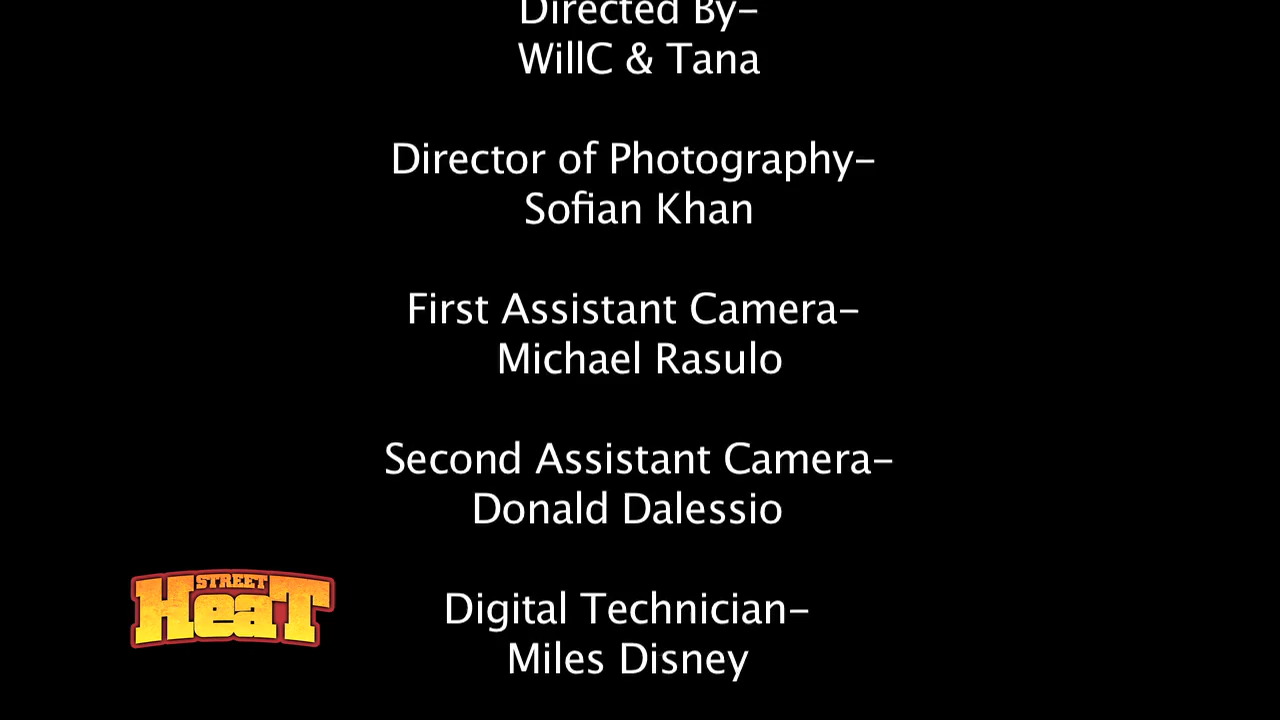 Directed By-
WillC & Tana
Director of Photography-
Sofian Khan
First Assistant Camera-
Michael Rasulo
Second Assistant Camera-
Donald Dalessio
STREET
HeaT
Digital Technician-
Miles Disney